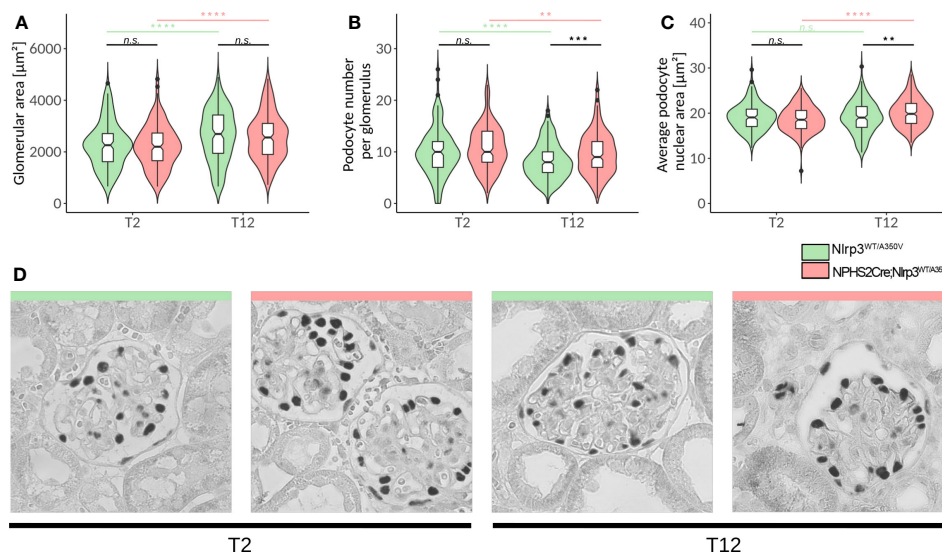 A
B
C
Glomerular area [µm²]
6000
4000
2000
0
****
****
n.s.
n.s.
T2
T12
Podocyte number
per glomerulus
30
20
10
0
**
****
n.s.
***
T2
T12
Average podocyte
nuclear area [µm²]
40
30
20
10
0
****
n.s.
n.s.
**
T2
T12
Nlrp3WT/A350V
NPHS2Cre;Nlrp3WT/A35
D
T2
T12